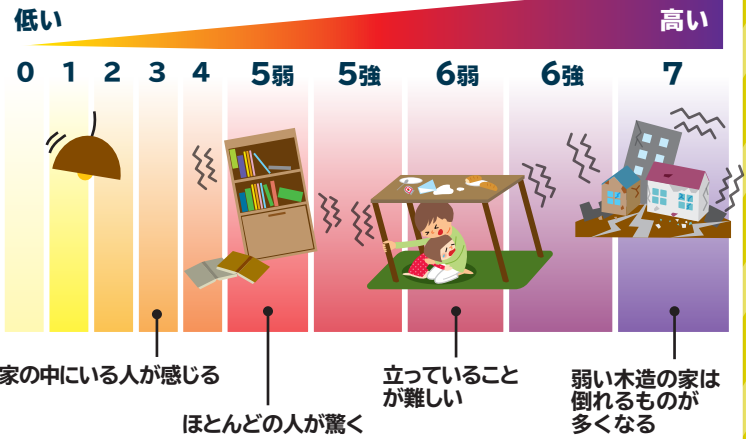 低い 高い
0 1 2 3 4 5弱 5強 6弱 6強 7
家の中にいる人が感じる
ほとんどの人が驚く
立っていること
が難しい
弱い木造の家は
倒れるものが
多くなる